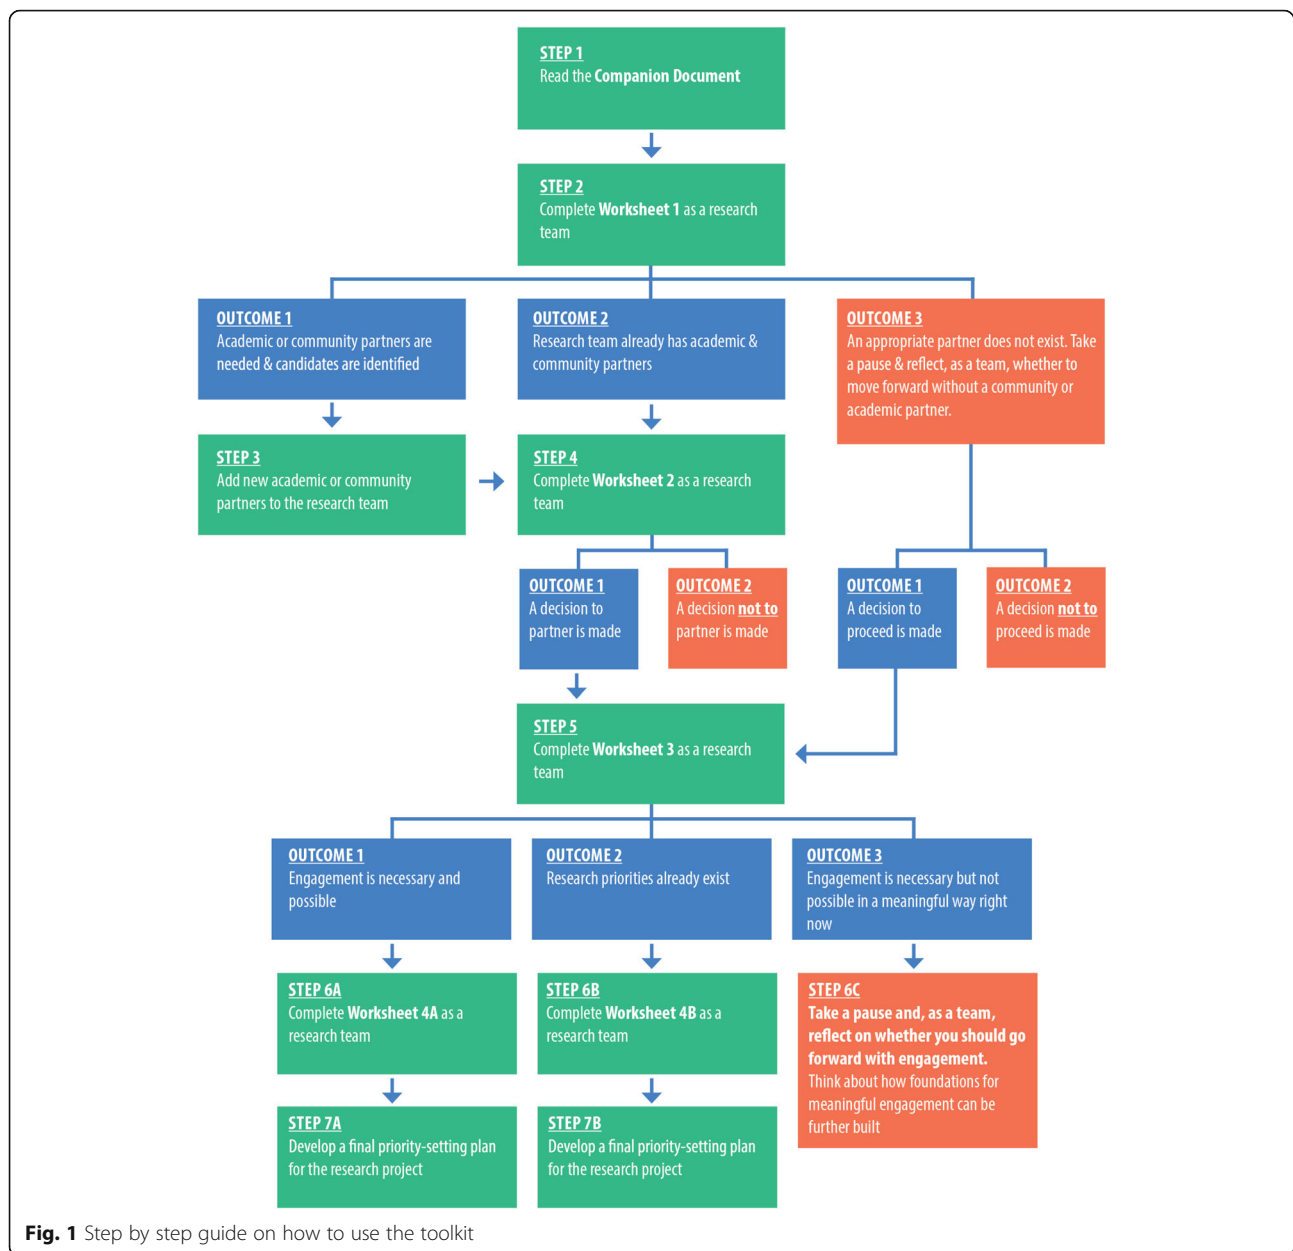 STEP 1
Read the Companion Document
STEP 2
Complete Worksheet 1 as a research
team
OUTCOME 1
Academic or community partners are
needed & candidates are identified
OUTCOME 2
Research team already has academic &
community partners
OUTCOME 3
An appropriate partner does not exist. Take
a pause & reflect, as a team, whether to
move forward without a community or
academic partner.
STEP 3
Add new academic or community
partners to the research team
STEP 4
Complete Worksheet 2 as a research
team
OUTCOME 1
A decision to
partner is made
OUTCOME 2
A decision not to
partner is made
OUTCOME 1
A decision to
proceed is made
OUTCOME 2
A decision not to
proceed is made
STEP 5
Complete Worksheet 3 as a research
team
OUTCOME 1
Engagement is necessary and
possible
OUTCOME 2
Research priorities already exist
OUTCOME 3
Engagement is necessary but not
possible in a meaningful way right
now
STEP 6A
Complete Worksheet 4A as a
research team
STEP 6B
Complete Worksheet 4B as a
research team
STEP 6C
Take a pause and, as a team,
reflect on whether you should go
forward with engagement.
Think about how foundations for
meaningful engagement can be
further built
STEP 7A
Develop a final priority-setting plan
for the research project
STEP 7B
Develop a final priority-setting plan
for the research project
Fig. 1 Step by step guide on how to use the toolkit